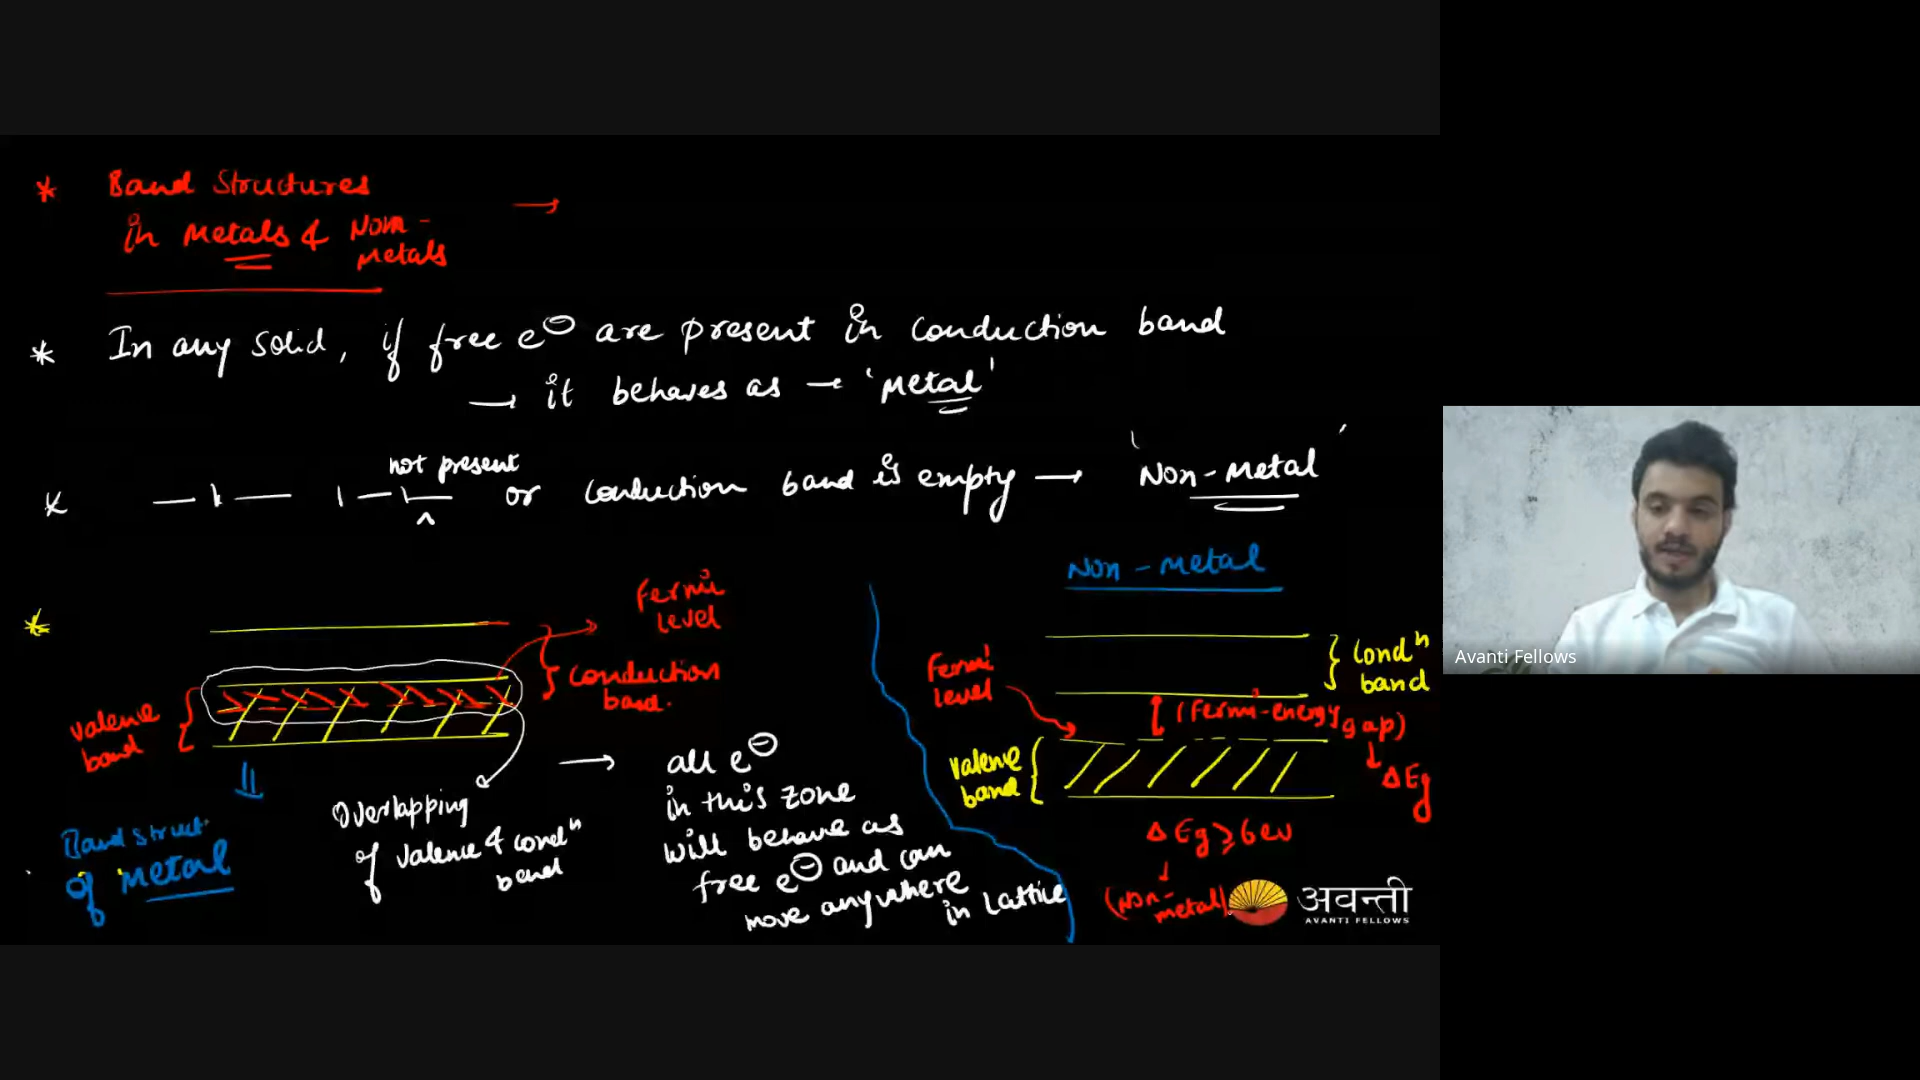 * Band Structures
in Metals & Non-
metals →
* In any solid, if free e⊖ are present in conduction band
→ it behaves as → 'Metal'
* — " — " — not present or conduction band is empty → 'Non-Metal'
*
Fermi
level
Conduction
band.
Valence
band
Band struct.
of metal
Overlapping
of valence & condⁿ
band
→ all e⊖
in this zone
will behave as
free e⊖ and can
move anywhere
in Lattice
Non-Metal
Fermi
level
Condⁿ
band
(Fermi-energy gap)
↓
ΔEg
Valence
band
ΔEg ≥ 6ev
↓
(Non-
metal)
अवन्ती
AVANTI FELLOWS
Avanti Fellows